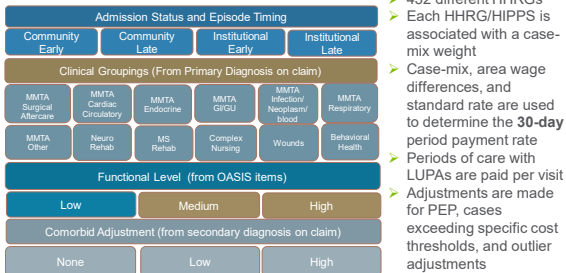 Admission Status and Episode Timing
Community
Early
Community
Late
Institutional
Early
Institutional
Late
Clinical Groupings (From Primary Diagnosis on claim)
MMTA
Surgical
Aftercare
MMTA
Cardiac
Circulatory
MMTA
Endocrine
MMTA
GI/GU
MMTA
Infection/
Neoplasm/
blood
MMTA
Respiratory
MMTA
Other
Neuro
Rehab
MS
Rehab
Complex
Nursing
Wounds
Behavioral
Health
Functional Level (from OASIS items)
Low
Medium
High
Comorbid Adjustment (from secondary diagnosis on claim)
None
Low
High
432 different HHRGs
Each HHRG/HIPPS is
associated with a case-
mix weight
Case-mix, area wage
differences, and
standard rate are used
to determine the 30-day
period payment rate
Periods of care with
LUPAs are paid per visit
Adjustments are made
for PEP, cases
exceeding specific cost
thresholds, and outlier
adjustments